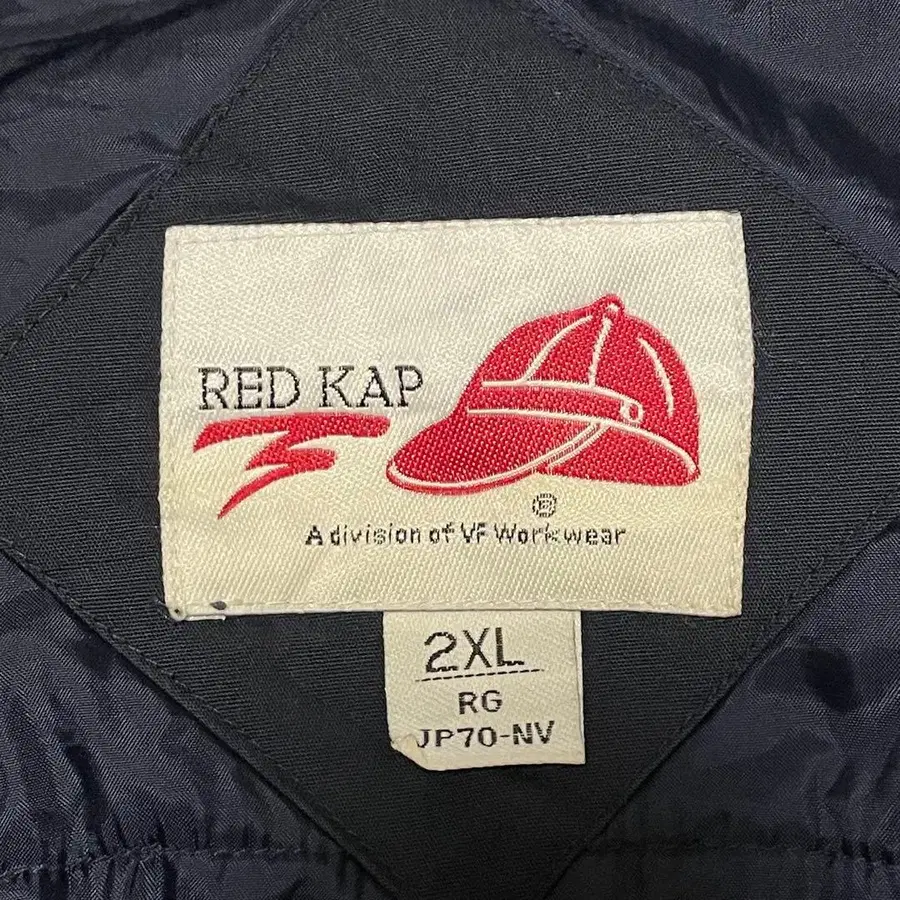 RED KAP
®
A division of VF Workwear
2XL
RG
JP70-NV